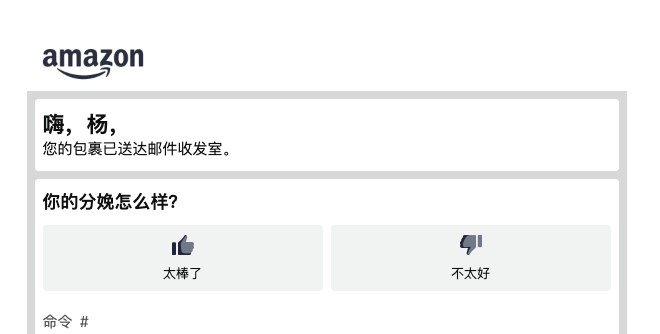 amazon
嗨，杨，
您的包裹已送达邮件收发室。
你的分娩怎么样?
太棒了
不太好
命令 #